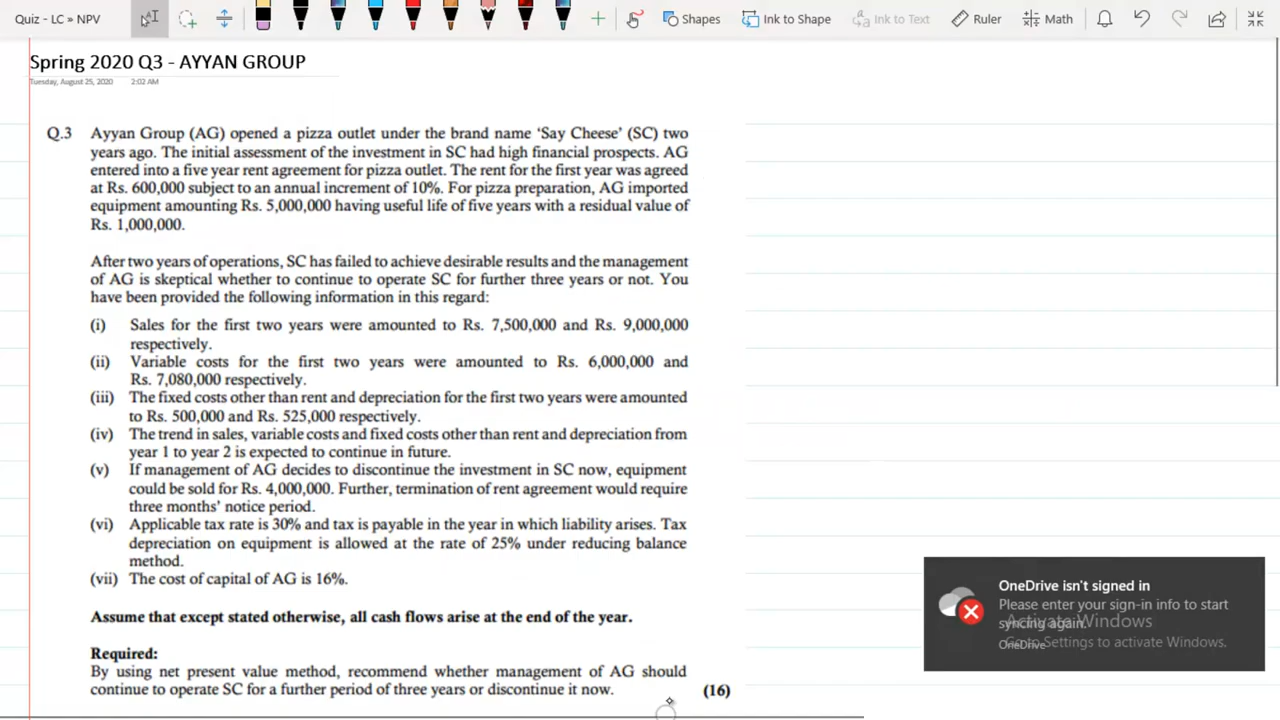 Quiz - LC » NPV
Shapes
Ink to Shape
Ink to Text
Ruler
Math
Spring 2020 Q3 - AYYAN GROUP
Tuesday, August 25, 2020 2:02 AM
Q.3 Ayyan Group (AG) opened a pizza outlet under the brand name 'Say Cheese' (SC) two
years ago. The initial assessment of the investment in SC had high financial prospects. AG
entered into a five year rent agreement for pizza outlet. The rent for the first year was agreed
at Rs. 600,000 subject to an annual increment of 10%. For pizza preparation, AG imported
equipment amounting Rs. 5,000,000 having useful life of five years with a residual value of
Rs. 1,000,000.
After two years of operations, SC has failed to achieve desirable results and the management
of AG is skeptical whether to continue to operate SC for further three years or not. You
have been provided the following information in this regard:
(i) Sales for the first two years were amounted to Rs. 7,500,000 and Rs. 9,000,000
respectively.
(ii) Variable costs for the first two years were amounted to Rs. 6,000,000 and
Rs. 7,080,000 respectively.
(iii) The fixed costs other than rent and depreciation for the first two years were amounted
to Rs. 500,000 and Rs. 525,000 respectively.
(iv) The trend in sales, variable costs and fixed costs other than rent and depreciation from
year 1 to year 2 is expected to continue in future.
(v) If management of AG decides to discontinue the investment in SC now, equipment
could be sold for Rs. 4,000,000. Further, termination of rent agreement would require
three months' notice period.
(vi) Applicable tax rate is 30% and tax is payable in the year in which liability arises. Tax
depreciation on equipment is allowed at the rate of 25% under reducing balance
method.
(vii) The cost of capital of AG is 16%.
Assume that except stated otherwise, all cash flows arise at the end of the year.
Required:
By using net present value method, recommend whether management of AG should
continue to operate SC for a further period of three years or discontinue it now. (16)
OneDrive isn't signed in
Please enter your sign-in info to start
syncing again.
OneDrive
Activate Windows
Go to Settings to activate Windows.